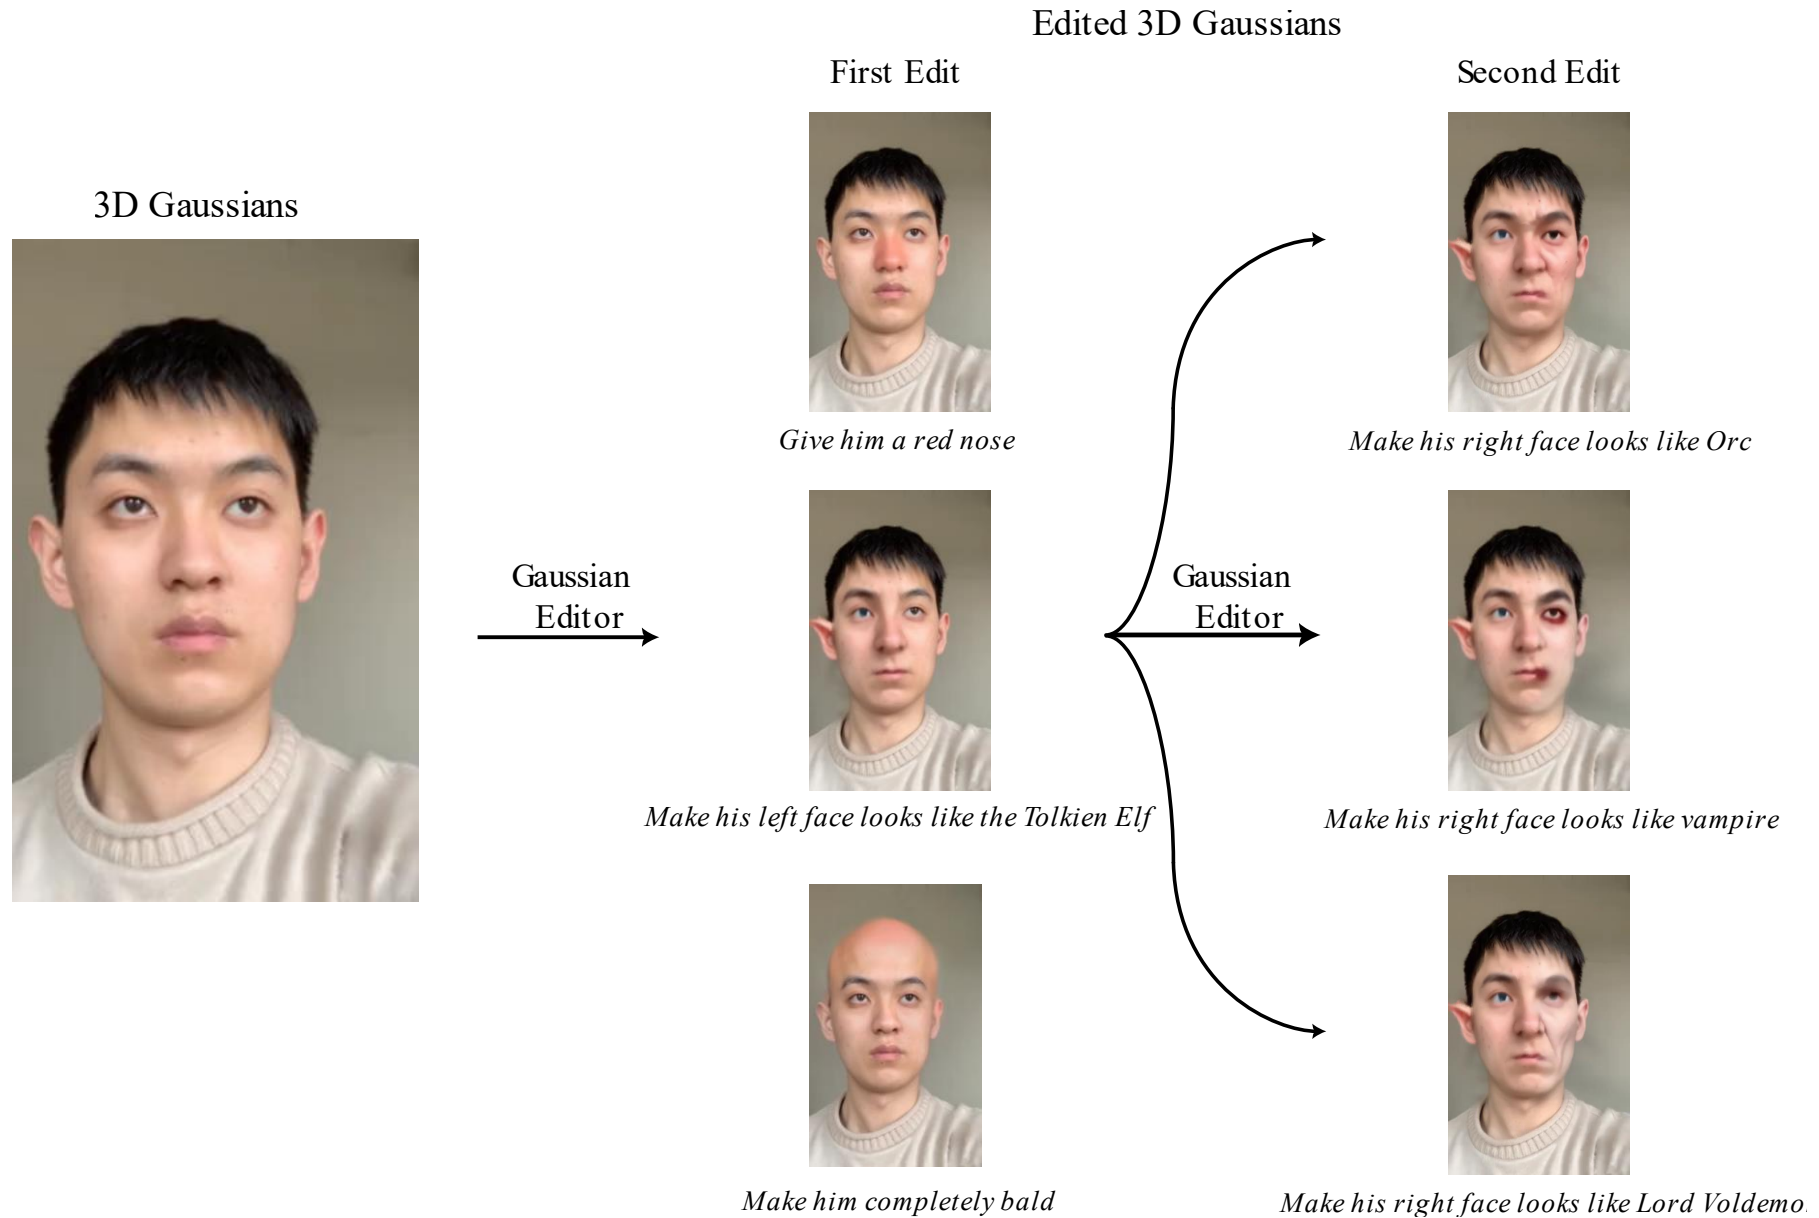 Edited 3D Gaussians
First Edit
Second Edit
3D Gaussians
Give him a red nose
Make his right face looks like Orc
Gaussian
Editor
Gaussian
Editor
Make his left face looks like the Tolkien Elf
Make his right face looks like vampire
Make him completely bald
Make his right face looks like Lord Voldemo